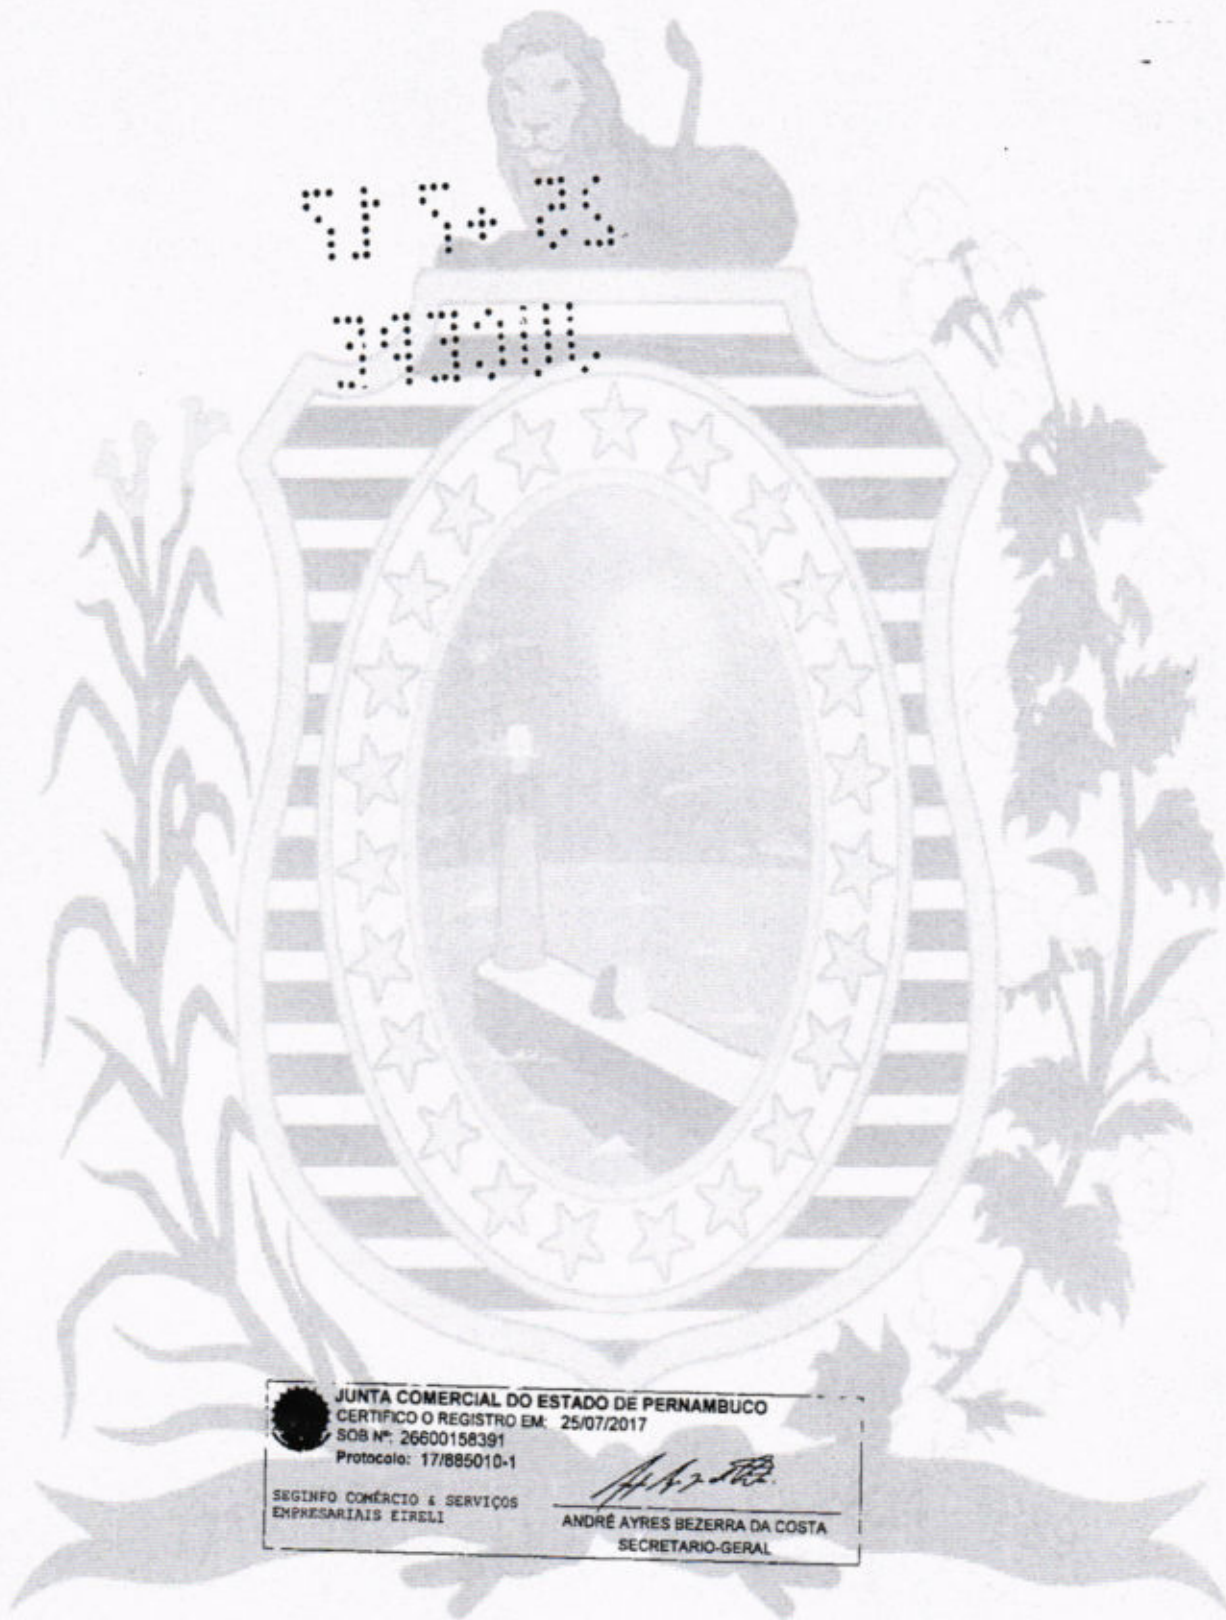 JUNTA COMERCIAL DO ESTADO DE PERNAMBUCO
CERTIFICO O REGISTRO EM: 25/07/2017
SOB Nº: 26600158391
Protocolo: 17/885010-1
SEGINFO COMÉRCIO & SERVIÇOS
EMPRESARIAIS EIRELI
ANDRÉ AYRES BEZERRA DA COSTA
SECRETARIO-GERAL